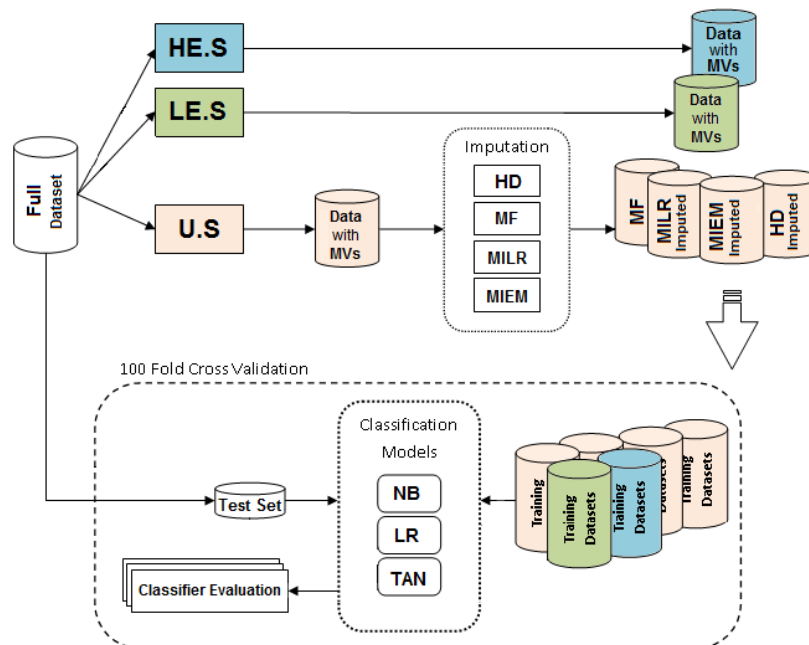 HE.S
Data
with
MVs
LE.S
Data
with
MVs
Full
Dataset
U.S
Data
with
MVs
Imputation
HD
MF
MILR
MIEM
MF
MILR
Imputed
MIEM
Imputed
HD
Imputed
100 Fold Cross Validation
Classification
Models
NB
LR
TAN
Test Set
Classifier Evaluation
Training
Training
Datasets
Training
Datasets
Datasets
Training
Datasets